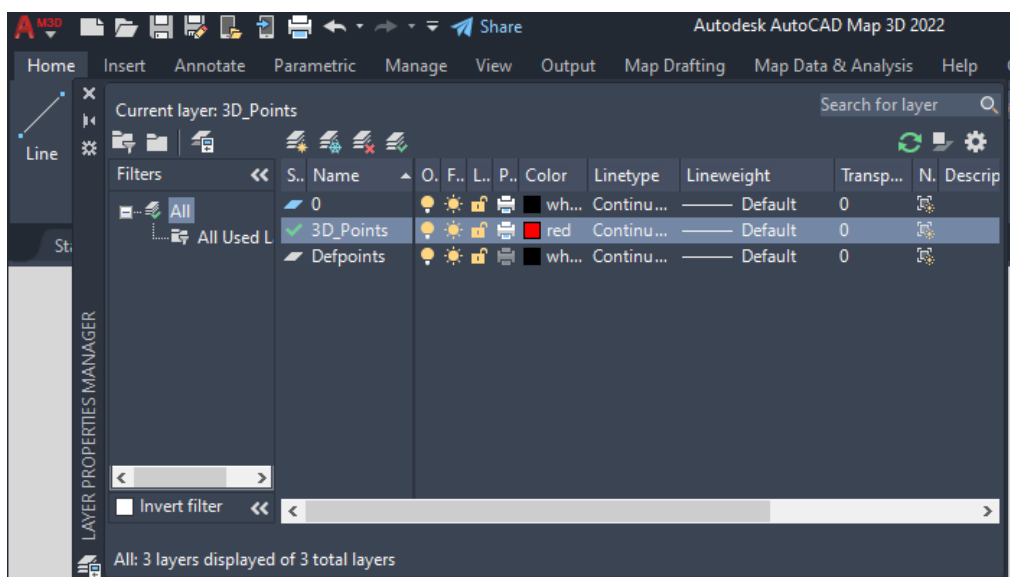 M3D Share Autodesk AutoCAD Map 3D 2022
Home Insert Annotate Parametric Manage View Output Map Drafting Map Data & Analysis Help
Current layer: 3D_Points Search for layer
Line
Filters S.. Name O. F.. L.. P.. Color Linetype Lineweight Transp... N. Descrip
All 0 wh... Continu... Default 0
All Used L 3D_Points red Continu... Default 0
Defpoints wh... Continu... Default 0
LAYER PROPERTIES MANAGER
Invert filter
All: 3 layers displayed of 3 total layers